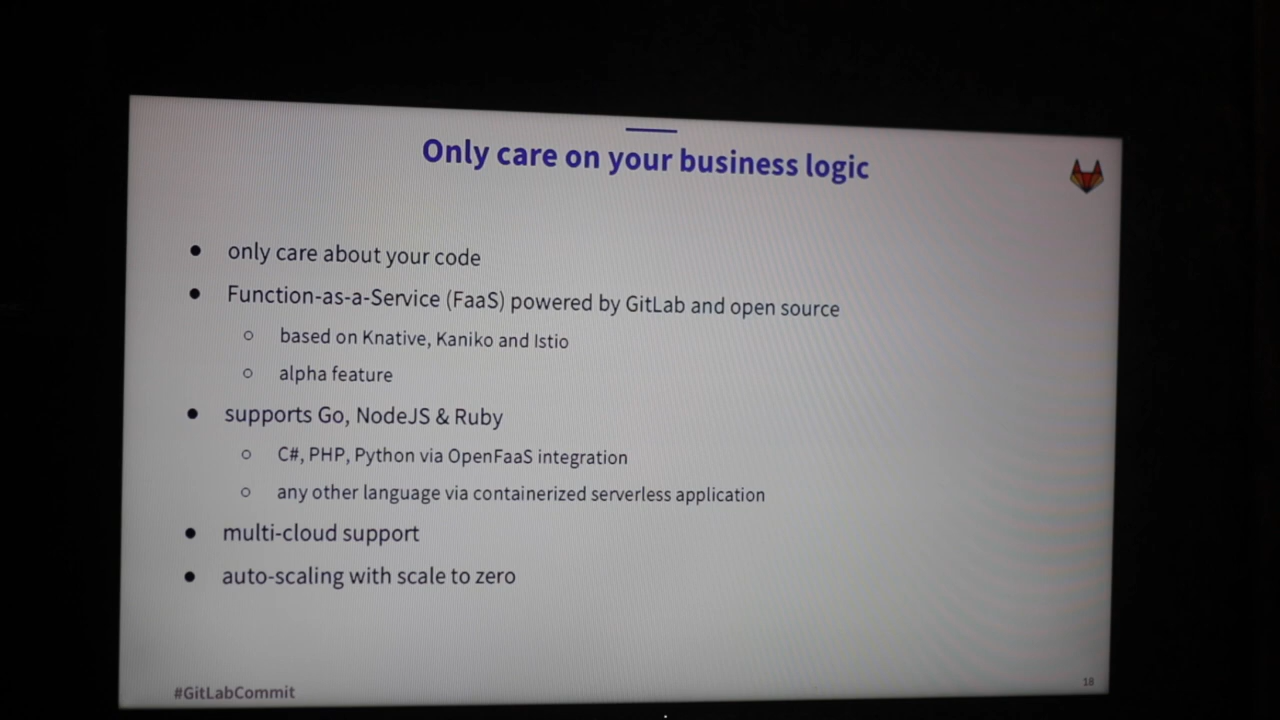 Only care on your business logic
● only care about your code
● Function-as-a-Service (FaaS) powered by GitLab and open source
○ based on Knative, Kaniko and Istio
○ alpha feature
● supports Go, NodeJS & Ruby
○ C#, PHP, Python via OpenFaaS integration
○ any other language via containerized serverless application
● multi-cloud support
● auto-scaling with scale to zero
#GitLabCommit
18